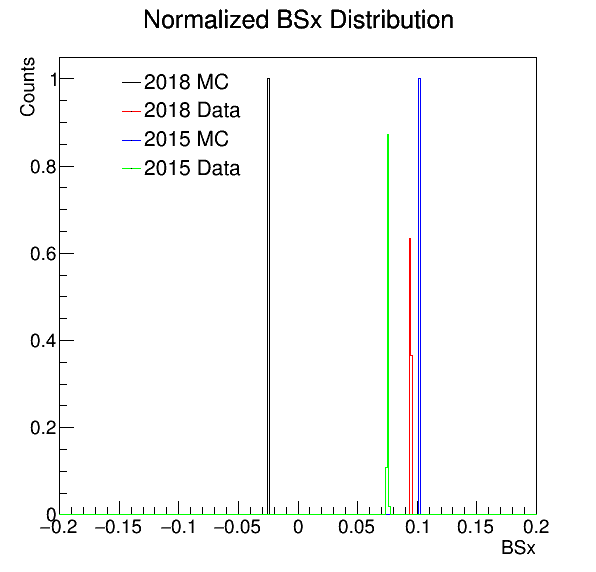 Normalized BSx Distribution
Counts
2018 MC
2018 Data
2015 MC
2015 Data
1
0.8
0.6
0.4
0.2
0
−0.2 −0.15 −0.1 −0.05 0 0.05 0.1 0.15 0.2
BSx